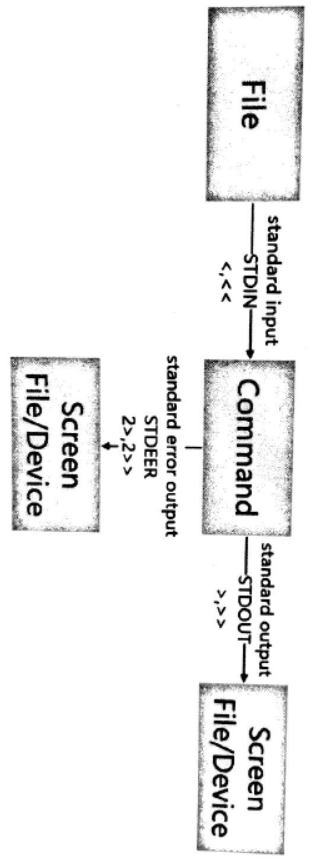 File
standard input
STDIN
<,<<
Command
standard output
STDOUT
>,>>
Screen
File/Device
standard error output
STDEER
2>,2>>
Screen
File/Device